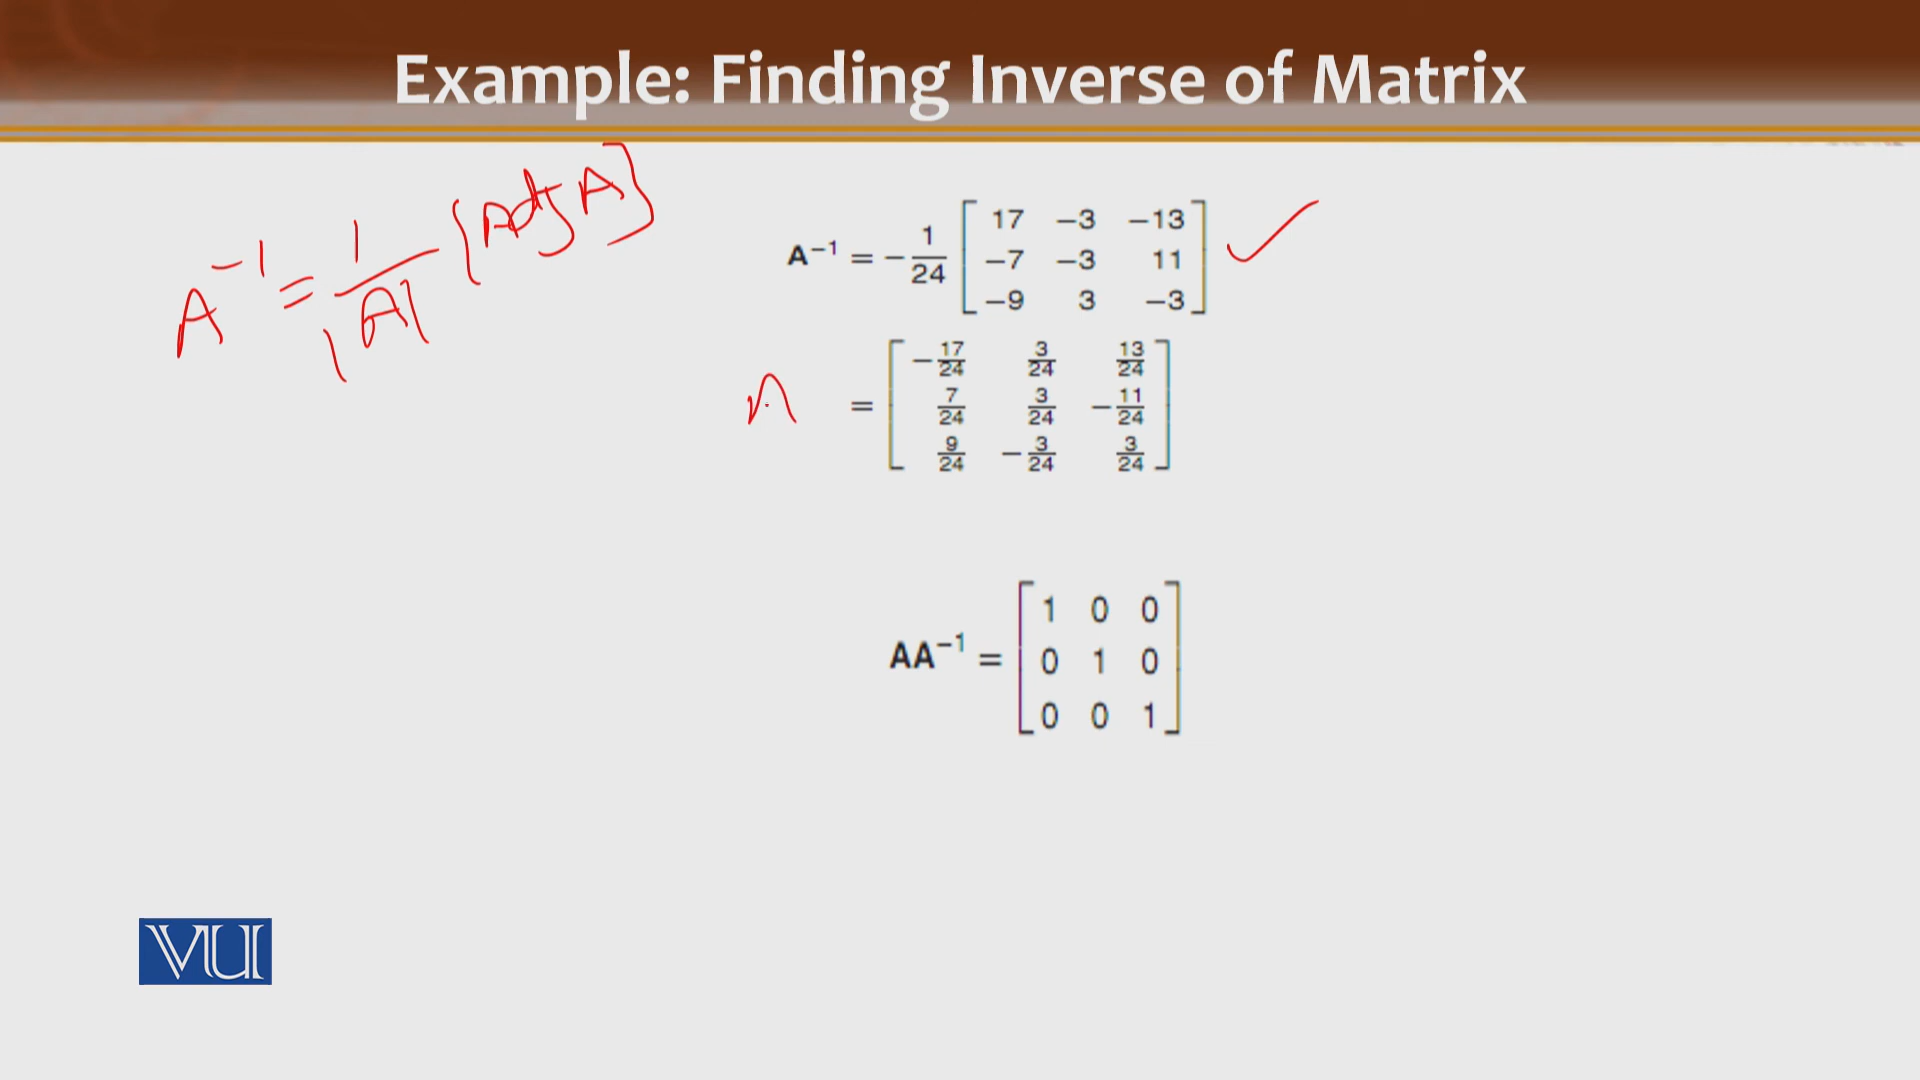 Example: Finding Inverse of Matrix
A⁻¹ = 1/|A| [Adj A]
A⁻¹ = − 1/24 [17 −3 −13
−7 −3 11
−9 3 −3]
= [−17/24 3/24 13/24
7/24 3/24 −11/24
9/24 −3/24 3/24]
AA⁻¹ = [1 0 0
0 1 0
0 0 1]
VU